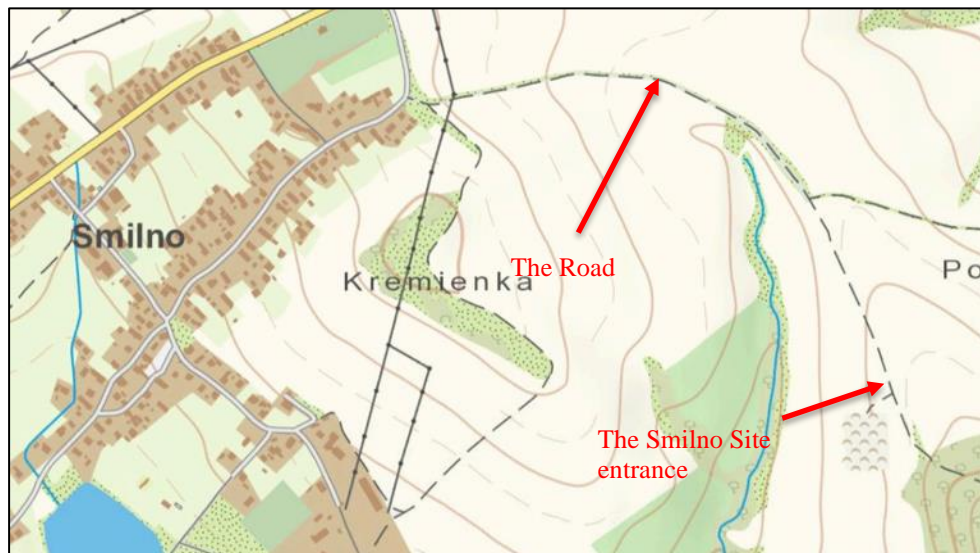 Smilno
The Road
Kremienka
Po
The Smilno Site
entrance